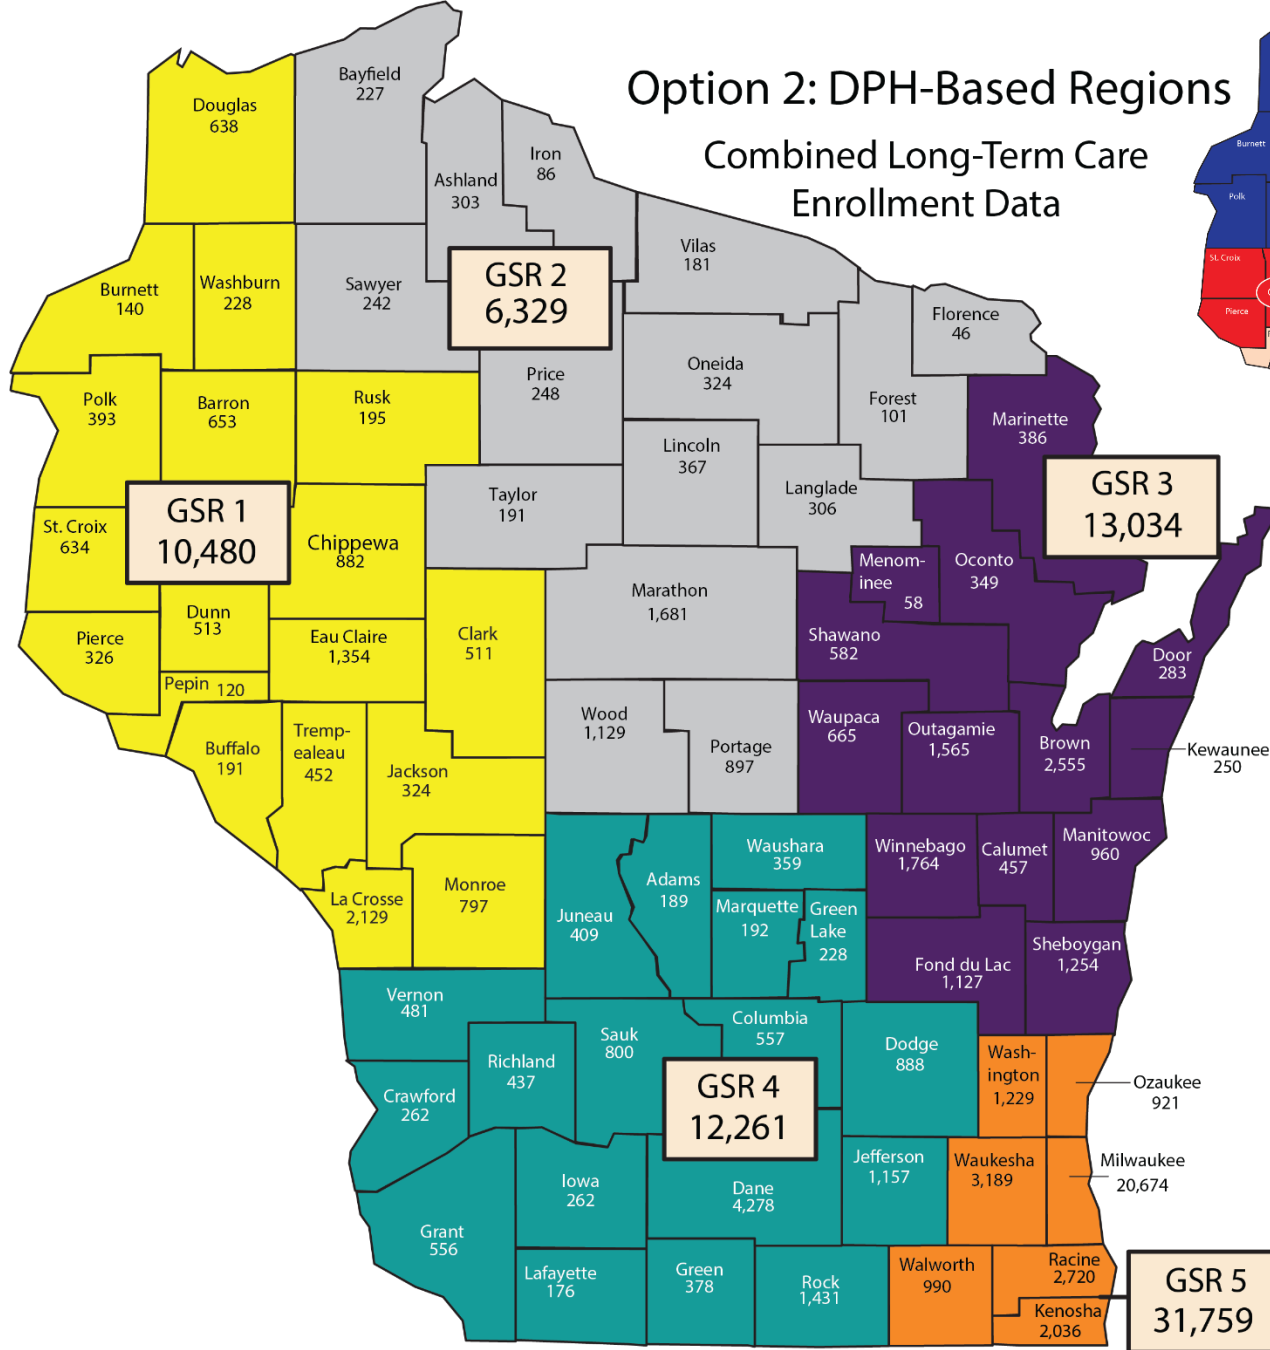 Option 2: DPH-Based Regions
Combined Long-Term Care
Enrollment Data
Douglas
638
Bayfield
227
Ashland
303
Iron
86
Burnett
140
Washburn
228
Sawyer
242
GSR 2
6,329
Vilas
181
Florence
46
Polk
393
Barron
653
Rusk
195
Price
248
Oneida
324
Forest
101
Marinette
386
Lincoln
367
Taylor
191
Langlade
306
GSR 3
13,034
GSR 1
10,480
St. Croix
634
Chippewa
882
Menom-
inee
58
Oconto
349
Marathon
1,681
Dunn
513
Pierce
326
Eau Claire
1,354
Clark
511
Shawano
582
Door
283
Pepin 120
Wood
1,129
Portage
897
Waupaca
665
Outagamie
1,565
Brown
2,555
Kewaunee
250
Buffalo
191
Tremp-
ealeau
452
Jackson
324
La Crosse
2,129
Monroe
797
Juneau
409
Adams
189
Waushara
359
Marquette
192
Green
Lake
228
Winnebago
1,764
Calumet
457
Manitowoc
960
Fond du Lac
1,127
Sheboygan
1,254
Vernon
481
Richland
437
Sauk
800
Columbia
557
Dodge
888
Wash-
ington
1,229
Ozaukee
921
Crawford
262
GSR 4
12,261
Iowa
262
Dane
4,278
Jefferson
1,157
Waukesha
3,189
Milwaukee
20,674
Grant
556
Lafayette
176
Green
378
Rock
1,431
Walworth
990
Racine
2,720
Kenosha
2,036
GSR 5
31,759
Burnett
Polk
St. Croix
Pierce